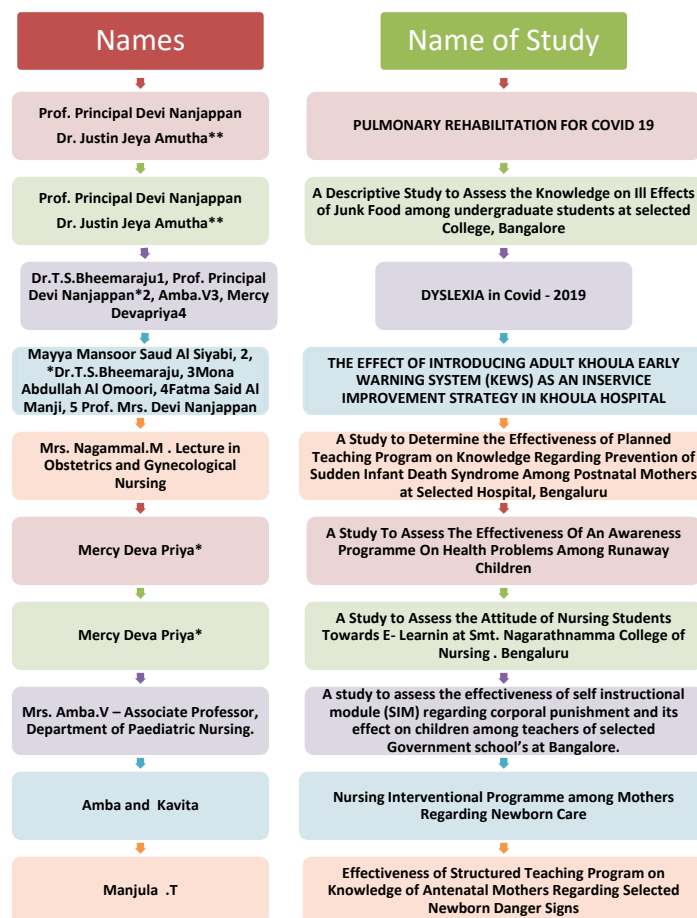 Names
Name of Study
Prof. Principal Devi Nanjappan
Dr. Justin Jeya Amutha**
PULMONARY REHABILITATION FOR COVID 19
Prof. Principal Devi Nanjappan
Dr. Justin Jeya Amutha**
A Descriptive Study to Assess the Knowledge on Ill Effects
of Junk Food among undergraduate students at selected
College, Bangalore
Dr.T.S.Bheemaraju1, Prof. Principal
Devi Nanjappan*2, Amba.V3, Mercy
Devapriya4
DYSLEXIA in Covid - 2019
Mayya Mansoor Saud Al Siyabi, 2,
*Dr.T.S.Bheemaraju, 3Mona
Abdullah Al Omoori, 4Fatma Said Al
Manji, 5 Prof. Mrs. Devi Nanjappan
THE EFFECT OF INTRODUCING ADULT KHOULA EARLY
WARNING SYSTEM (KEWS) AS AN INSERVICE
IMPROVEMENT STRATEGY IN KHOULA HOSPITAL
Mrs. Nagammal.M . Lecture in
Obstetrics and Gynecological
Nursing
A Study to Determine the Effectiveness of Planned
Teaching Program on Knowledge Regarding Prevention of
Sudden Infant Death Syndrome Among Postnatal Mothers
at Selected Hospital, Bengaluru
Mercy Deva Priya*
A Study To Assess The Effectiveness Of An Awareness
Programme On Health Problems Among Runaway
Children
Mercy Deva Priya*
A Study to Assess the Attitude of Nursing Students
Towards E- Learnin at Smt. Nagarathnamma College of
Nursing . Bengaluru
Mrs. Amba.V – Associate Professor,
Department of Paediatric Nursing.
A study to assess the effectiveness of self instructional
module (SIM) regarding corporal punishment and its
effect on children among teachers of selected
Government school's at Bangalore.
Amba and Kavita
Nursing Interventional Programme among Mothers
Regarding Newborn Care
Manjula .T
Effectiveness of Structured Teaching Program on
Knowledge of Antenatal Mothers Regarding Selected
Newborn Danger Signs